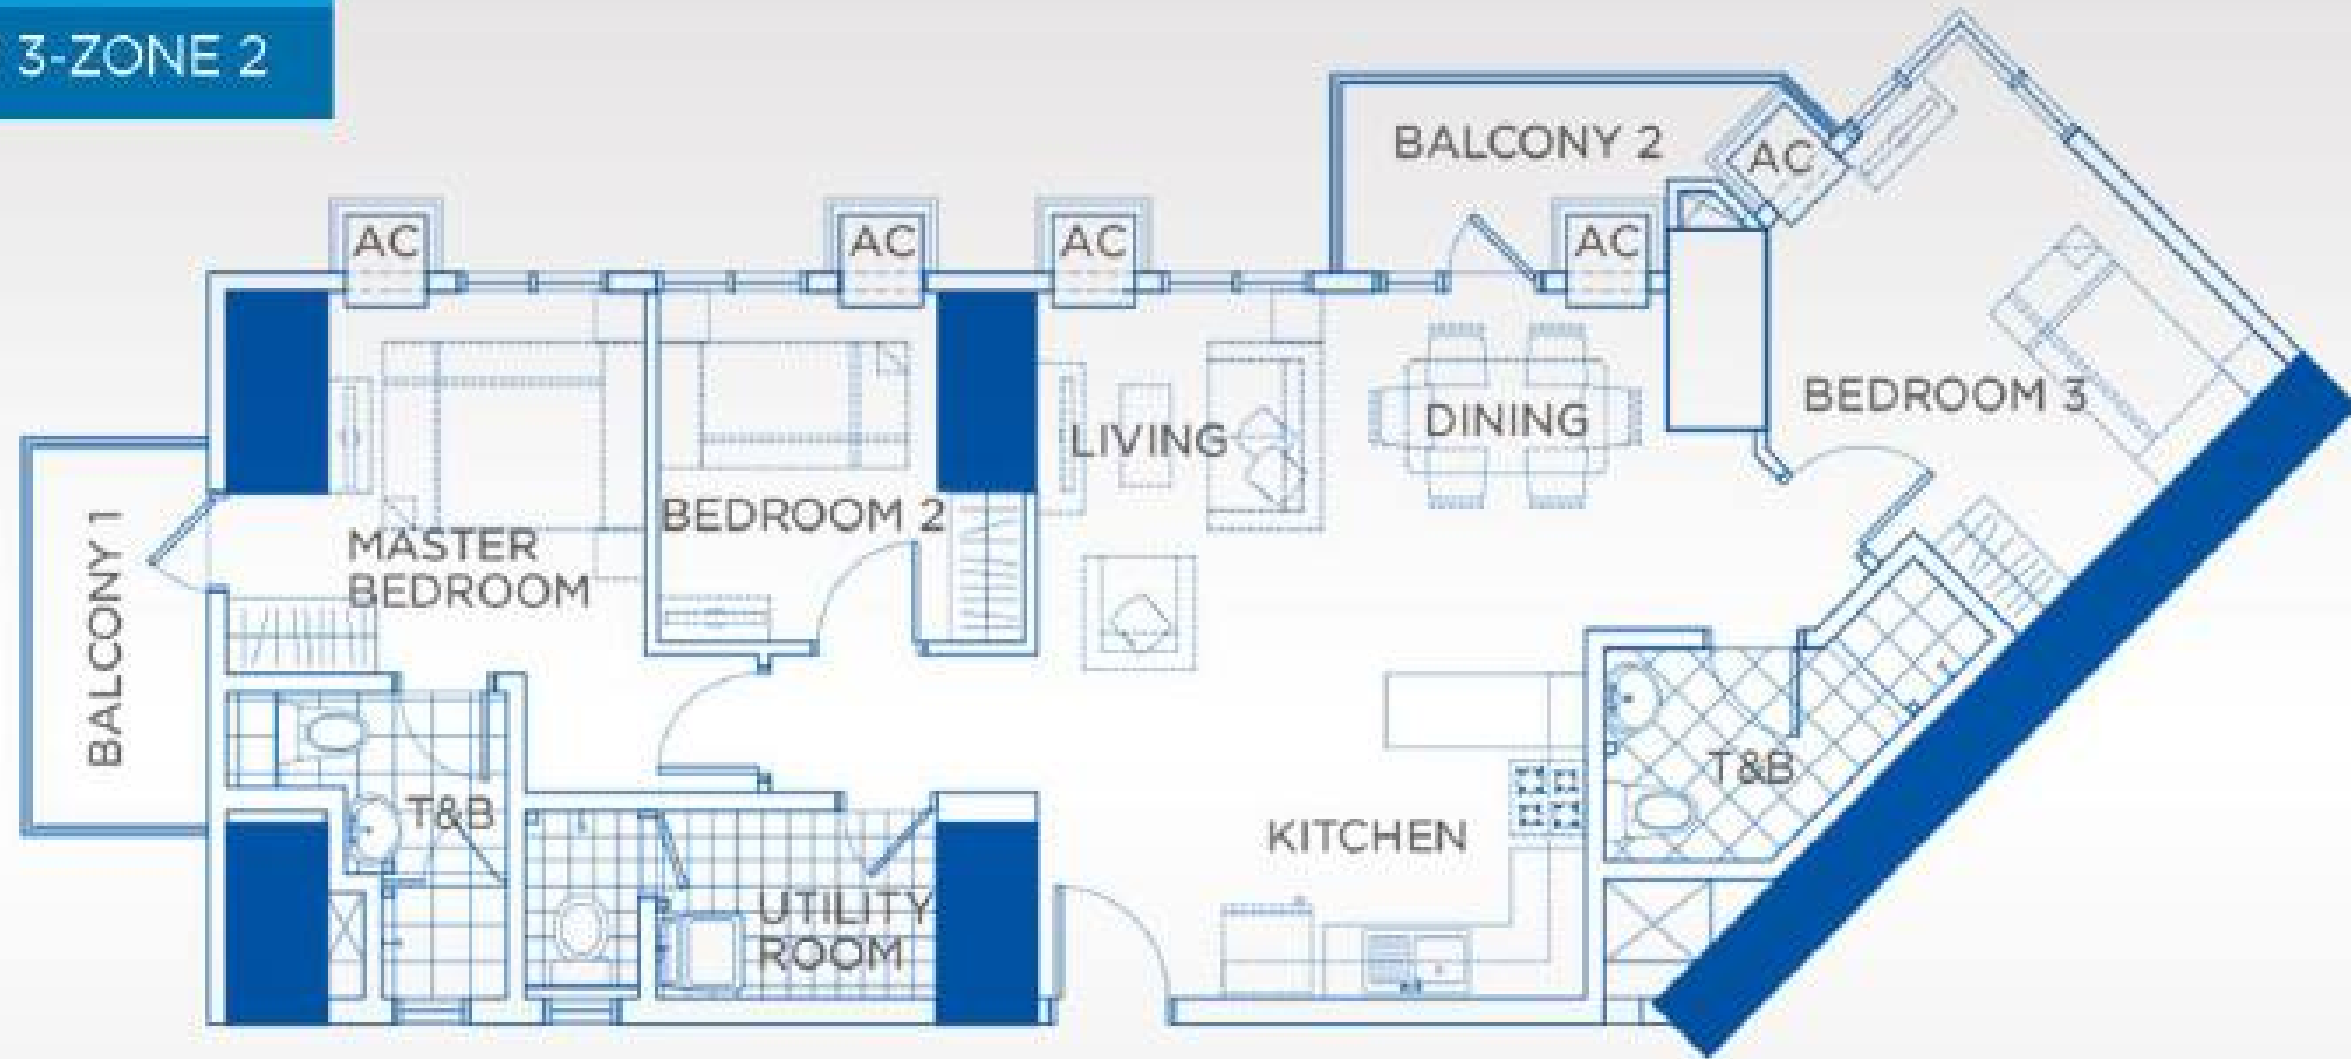 3-ZONE 2
BALCONY 2
AC
AC
AC
AC
AC
BEDROOM 3
DINING
LIVING
BEDROOM 2
MASTER
BEDROOM
BALCONY 1
T&B
T&B
KITCHEN
UTILITY
ROOM